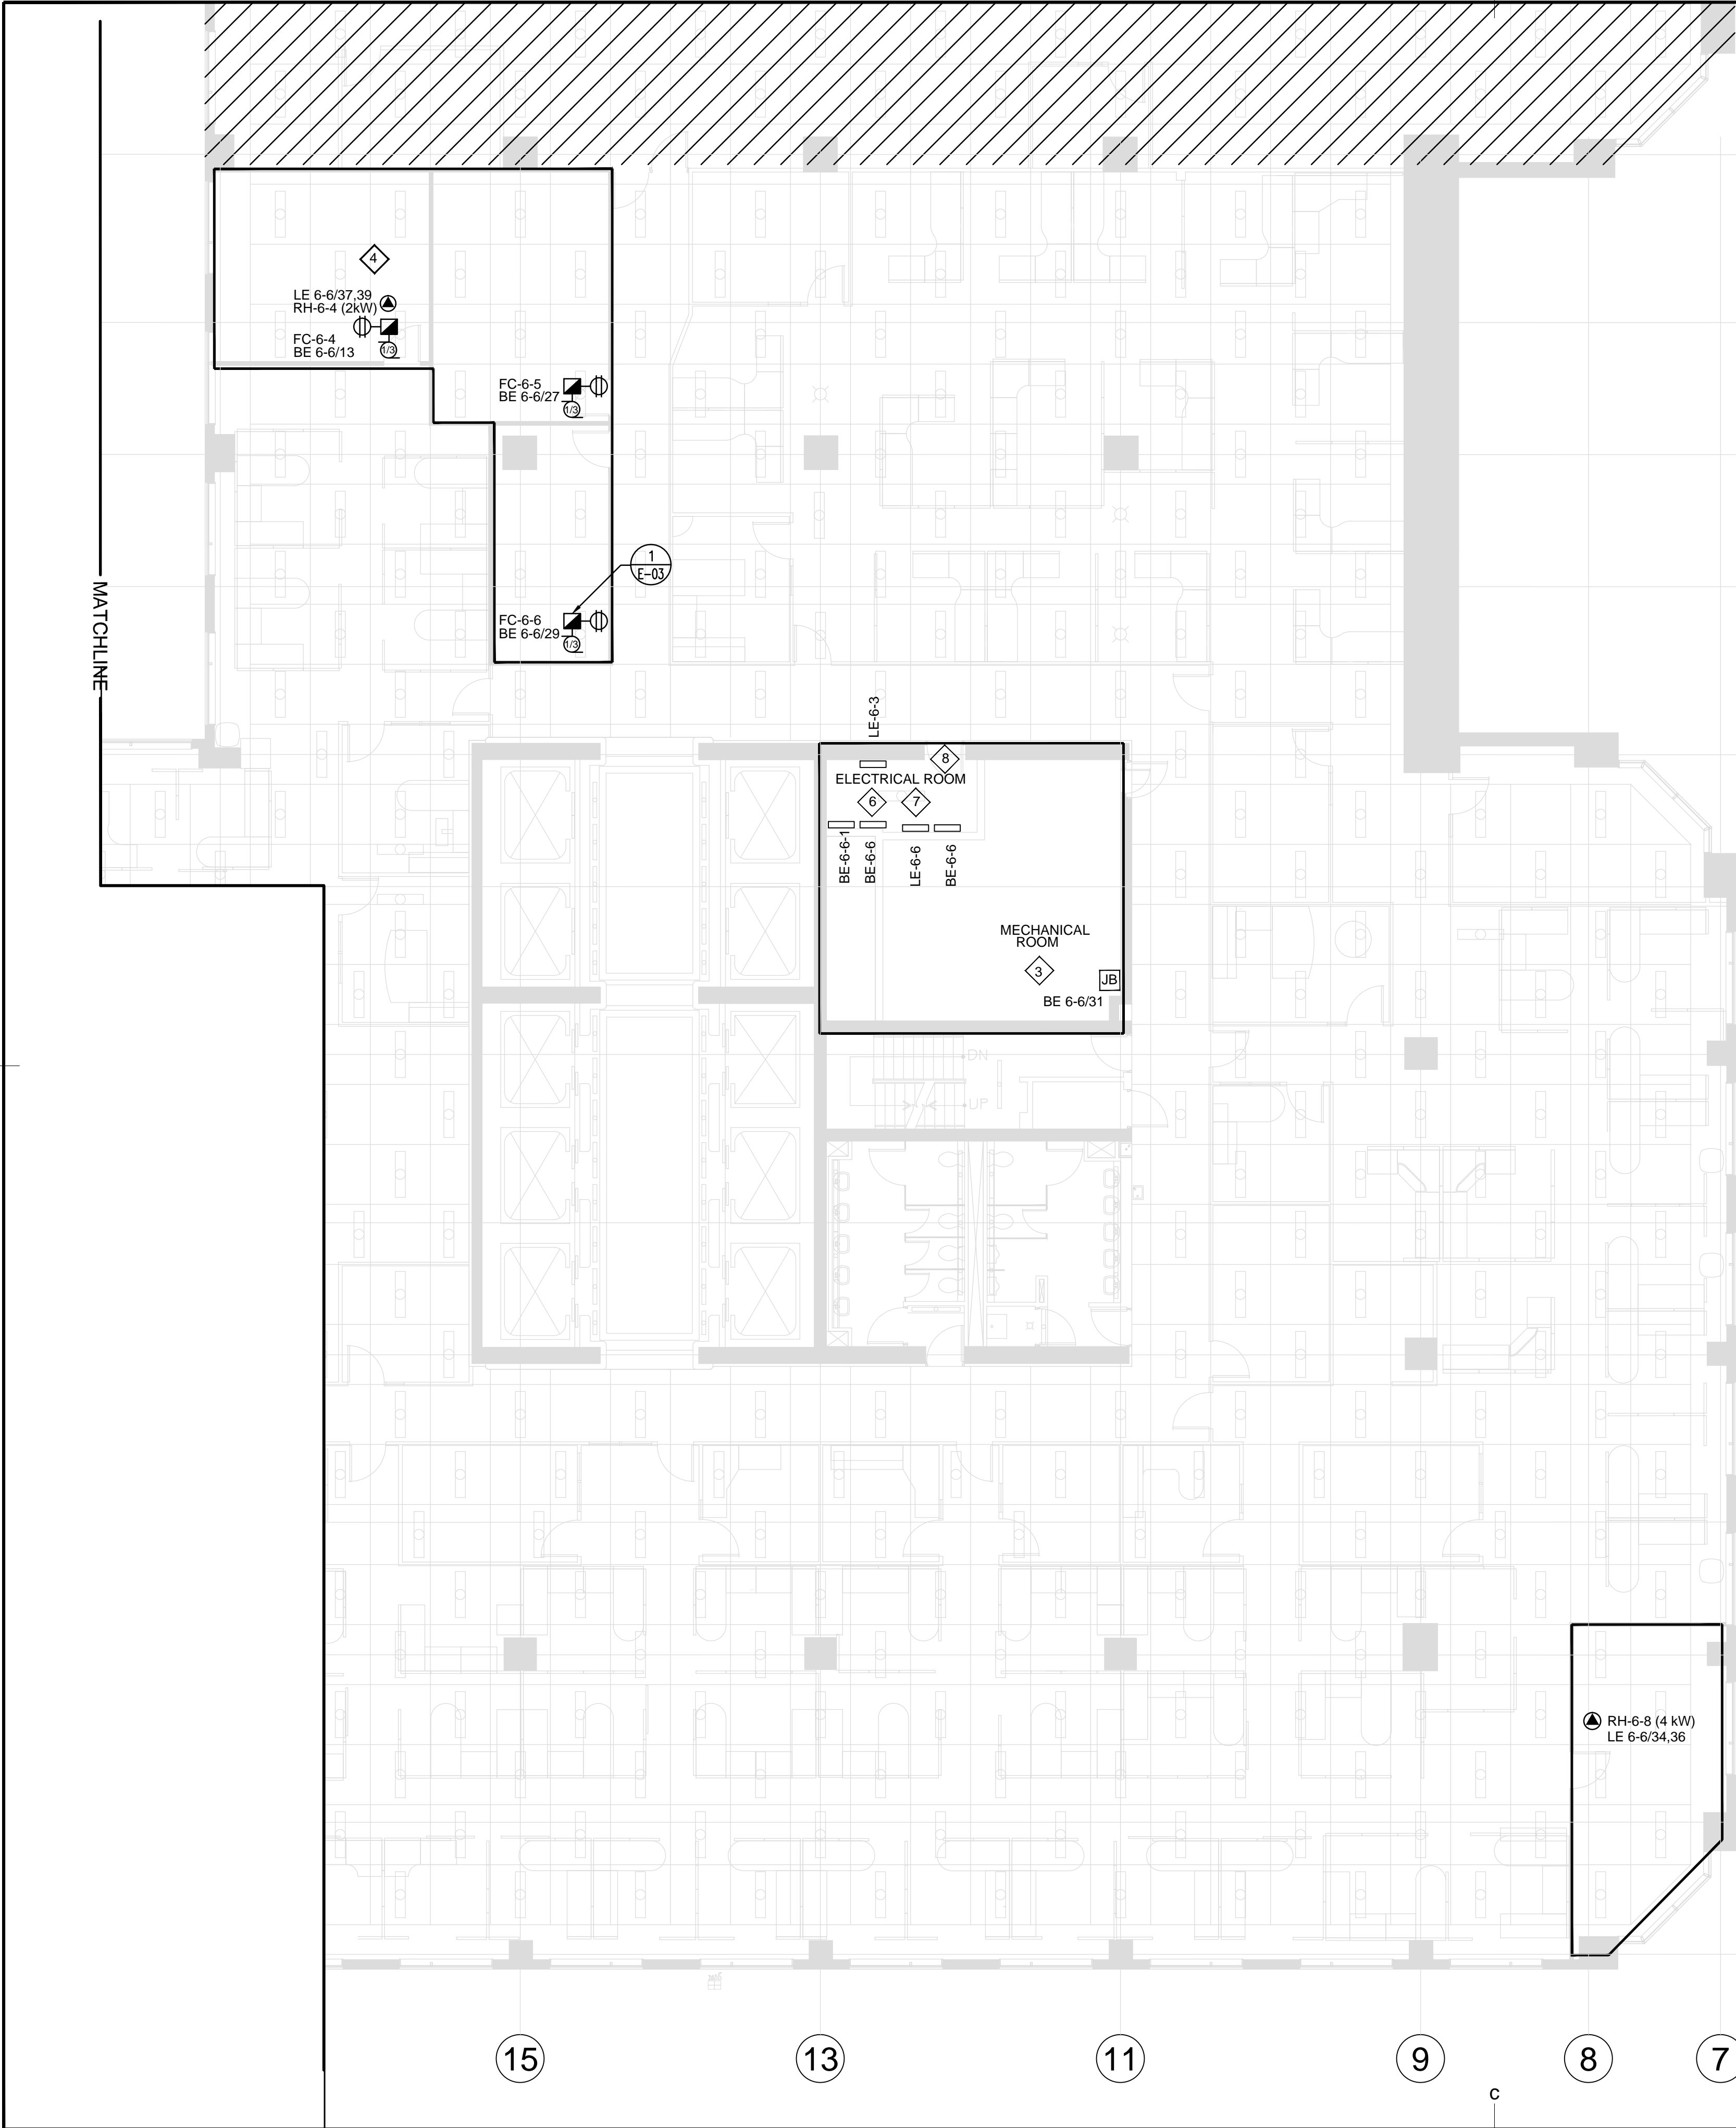 4
LE 6-6/37,39
RH-6-4 (2kW)
FC-6-4
BE 6-6/13
1/3
FC-6-5
BE 6-6/27
1/3
1
E-03
FC-6-6
BE 6-6/29
1/3
MATCHLINE
LE-6-3
8
ELECTRICAL ROOM
6
7
BE-6-6-1
BE-6-6
LE-6-6
BE-6-6
MECHANICAL
ROOM
3
JB
BE 6-6/31
DN
UP
RH-6-8 (4 kW)
LE 6-6/34,36
15
13
11
9
8
7
C